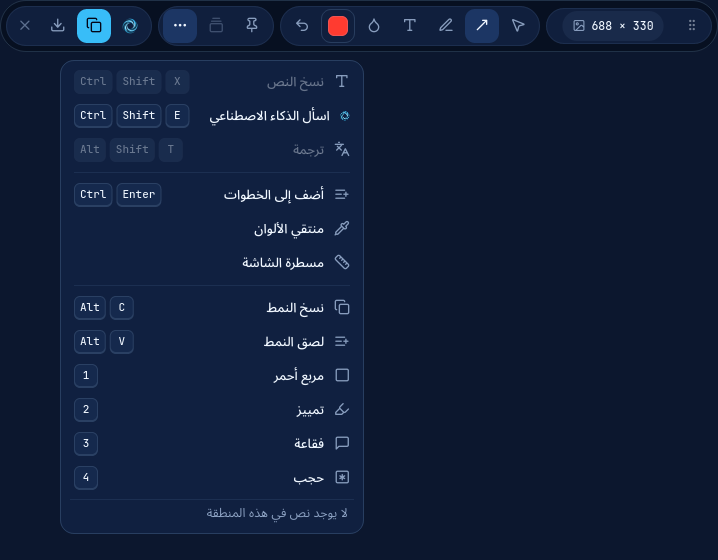 688 × 330
نسخ النص Ctrl Shift X
اسأل الذكاء الاصطناعي Ctrl Shift E
ترجمة Alt Shift T
أضف إلى الخطوات Ctrl Enter
منتقي الألوان
مسطرة الشاشة
نسخ النمط Alt C
لصق النمط Alt V
مربع أحمر 1
تمييز 2
فقاعة 3
حجب 4
لا يوجد نص في هذه المنطقة